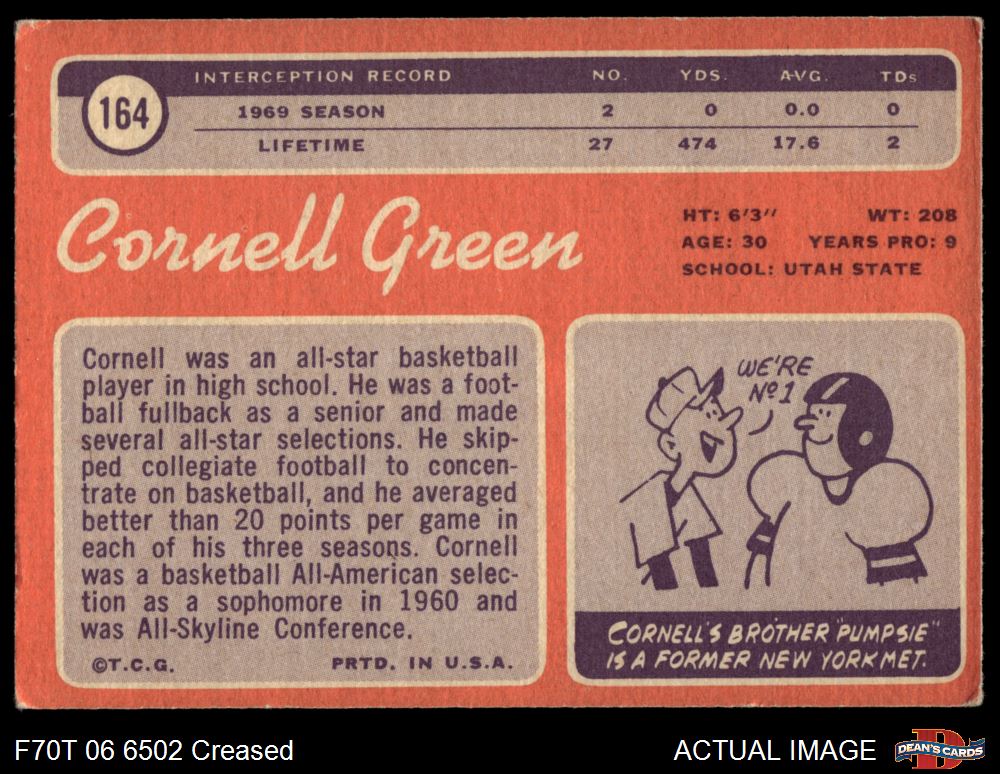 164
INTERCEPTION RECORD NO. YDS. AVG. TDs
1969 SEASON 2 0 0.0 0
LIFETIME 27 474 17.6 2
Cornell Green
HT: 6'3" WT: 208
AGE: 30 YEARS PRO: 9
SCHOOL: UTAH STATE
Cornell was an all-star basketball
player in high school. He was a foot-
ball fullback as a senior and made
several all-star selections. He skip-
ped collegiate football to concen-
trate on basketball, and he averaged
better than 20 points per game in
each of his three seasons. Cornell
was a basketball All-American selec-
tion as a sophomore in 1960 and
was All-Skyline Conference.
©T.C.G. PRTD. IN U.S.A.
WE'RE
Nº1
CORNELL'S BROTHER "PUMPSIE"
IS A FORMER NEW YORK MET.
F70T 06 6502 Creased
ACTUAL IMAGE
D
DEAN'S CARDS